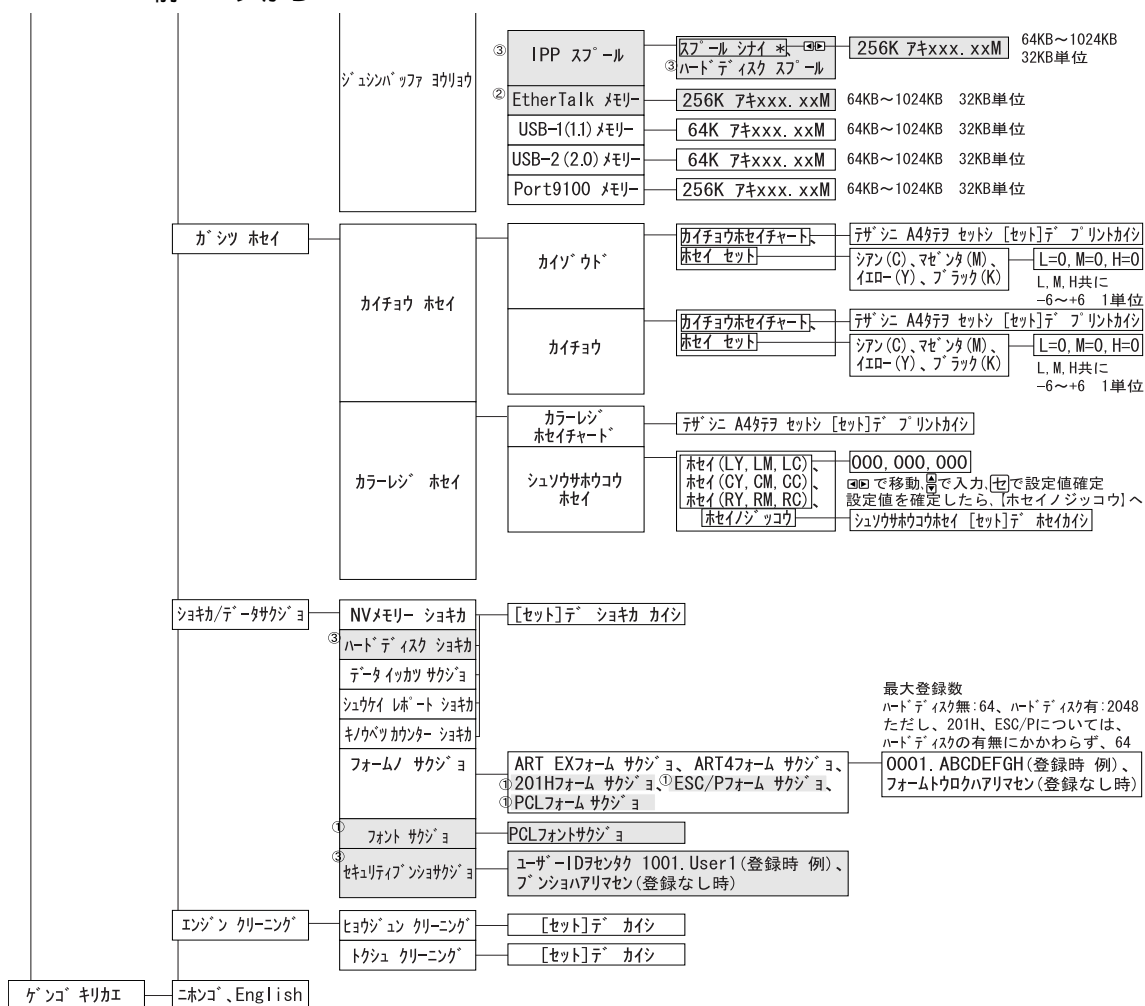 ③
IPP スプール
スプール シナイ *、
③ハードディスク スプール
256K アキxxx.xxM
64KB～1024KB
32KB単位
ジュシンバッファ ヨウリョウ
②
EtherTalk メモリー
256K アキxxx.xxM
64KB～1024KB 32KB単位
USB-1(1.1)メモリー
64K アキxxx.xxM
64KB～1024KB 32KB単位
USB-2(2.0)メモリー
64K アキxxx.xxM
64KB～1024KB 32KB単位
Port9100 メモリー
256K アキxxx.xxM
64KB～1024KB 32KB単位
ガシツ ホセイ
カイチョウ ホセイ
カイゾウド
カイチョウホセイチャート、
ホセイ セット
テザシニ A4タテヲ セットシ [セット]デ プリントカイシ
シアン(C)、マゼンタ(M)、
イエロー(Y)、ブラック(K)
L=0,M=0,H=0
L,M,H共に
-6～+6 1単位
カイチョウ
カイチョウホセイチャート、
ホセイ セット
テザシニ A4タテヲ セットシ [セット]デ プリントカイシ
シアン(C)、マゼンタ(M)、
イエロー(Y)、ブラック(K)
L=0,M=0,H=0
L,M,H共に
-6～+6 1単位
カラーレジ ホセイ
カラーレジ
ホセイチャート
テザシニ A4タテヲ セットシ [セット]デ プリントカイシ
シュソウサホウコウ
ホセイ
ホセイ(LY,LM,LC)、
ホセイ(CY,CM,CC)、
ホセイ(RY,RM,RC)、
ホセイノジッコウ
000,000,000
で移動、で入力、セで設定値確定
設定値を確定したら、[ホセイノジッコウ]へ
シュソウサホウコウホセイ [セット]デ ホセイカイシ
ショキカ/データサクジョ
NVメモリー ショキカ
[セット]デ ショキカ カイシ
③
ハードディスク ショキカ
データ イッカツ サクジョ
シュウケイ レポート ショキカ
キノウベツ カウンター ショキカ
フォームノ サクジョ
ART EXフォーム サクジョ、ART4フォーム サクジョ、
①201Hフォーム サクジョ、①ESC/Pフォーム サクジョ、
①PCLフォーム サクジョ
最大登録数
ハードディスク無:64、ハードディスク有:2048
ただし、201H、ESC/Pについては、
ハードディスクの有無にかかわらず、64
0001.ABCDEFGH(登録時 例)、
フォームトウロクハアリマセン(登録なし時)
①
フォント サクジョ
PCLフォントサクジョ
③
セキュリティブンショサクジョ
ユーザーIDヲセンタク 1001.User1(登録時 例)、
ブンショハアリマセン(登録なし時)
エンジン クリーニング
ヒョウジュン クリーニング
[セット]デ カイシ
トクシュ クリーニング
[セット]デ カイシ
ゲンゴ キリカエ
ニホンゴ、English